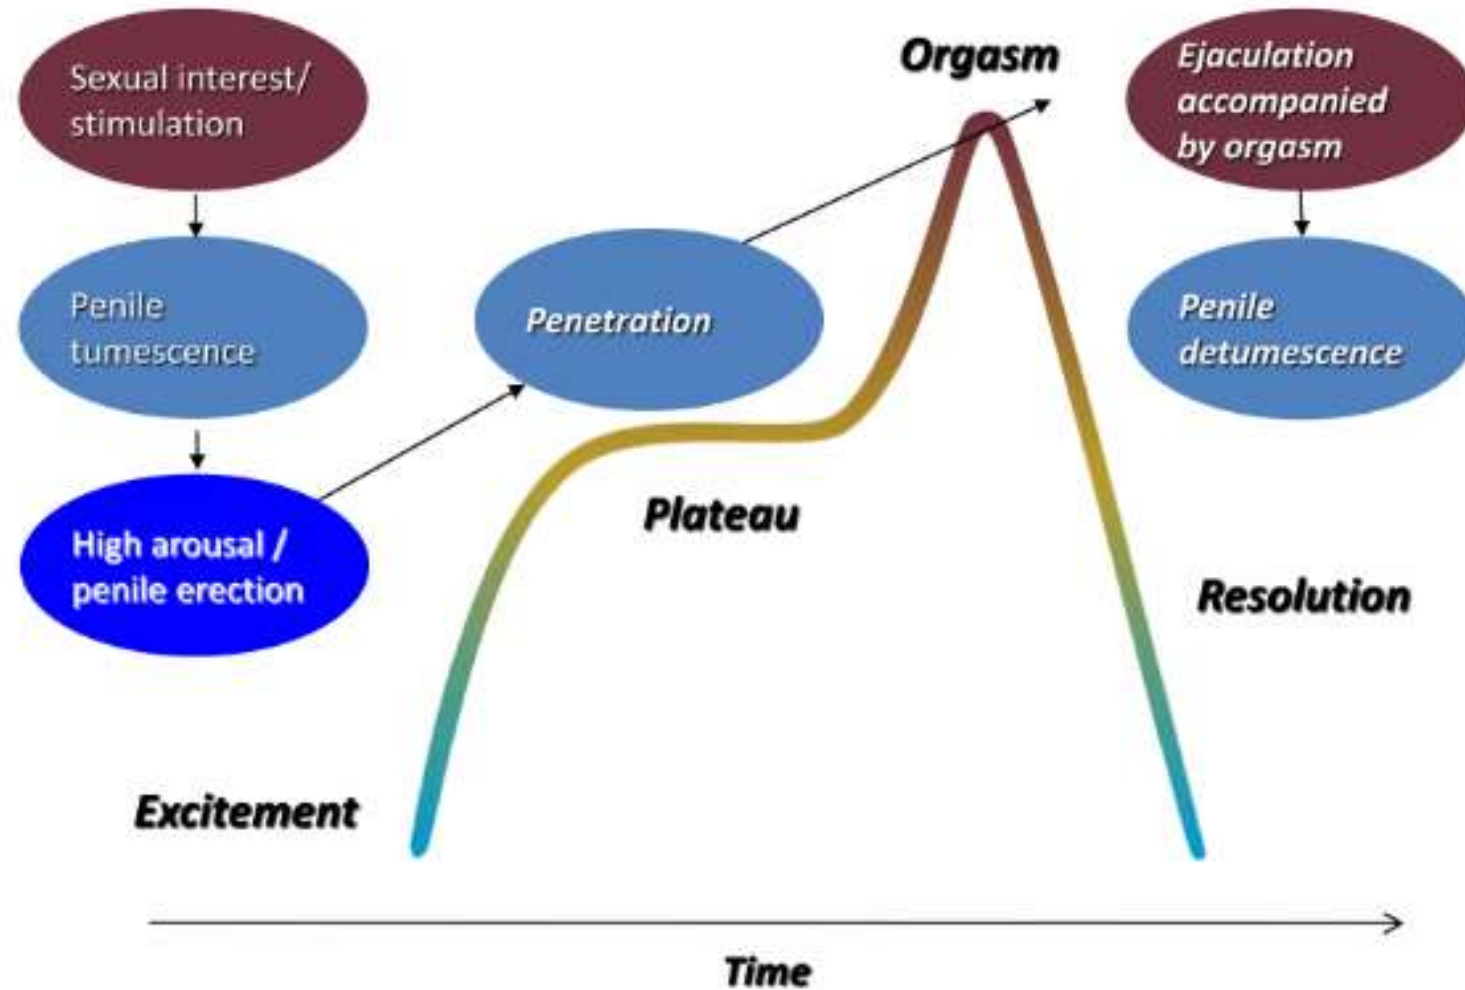 Sexual interest/
stimulation
Penile
tumescence
High arousal /
penile erection
Penetration
Orgasm
Ejaculation
accompanied
by orgasm
Penile
detumescence
Plateau
Resolution
Excitement
Time